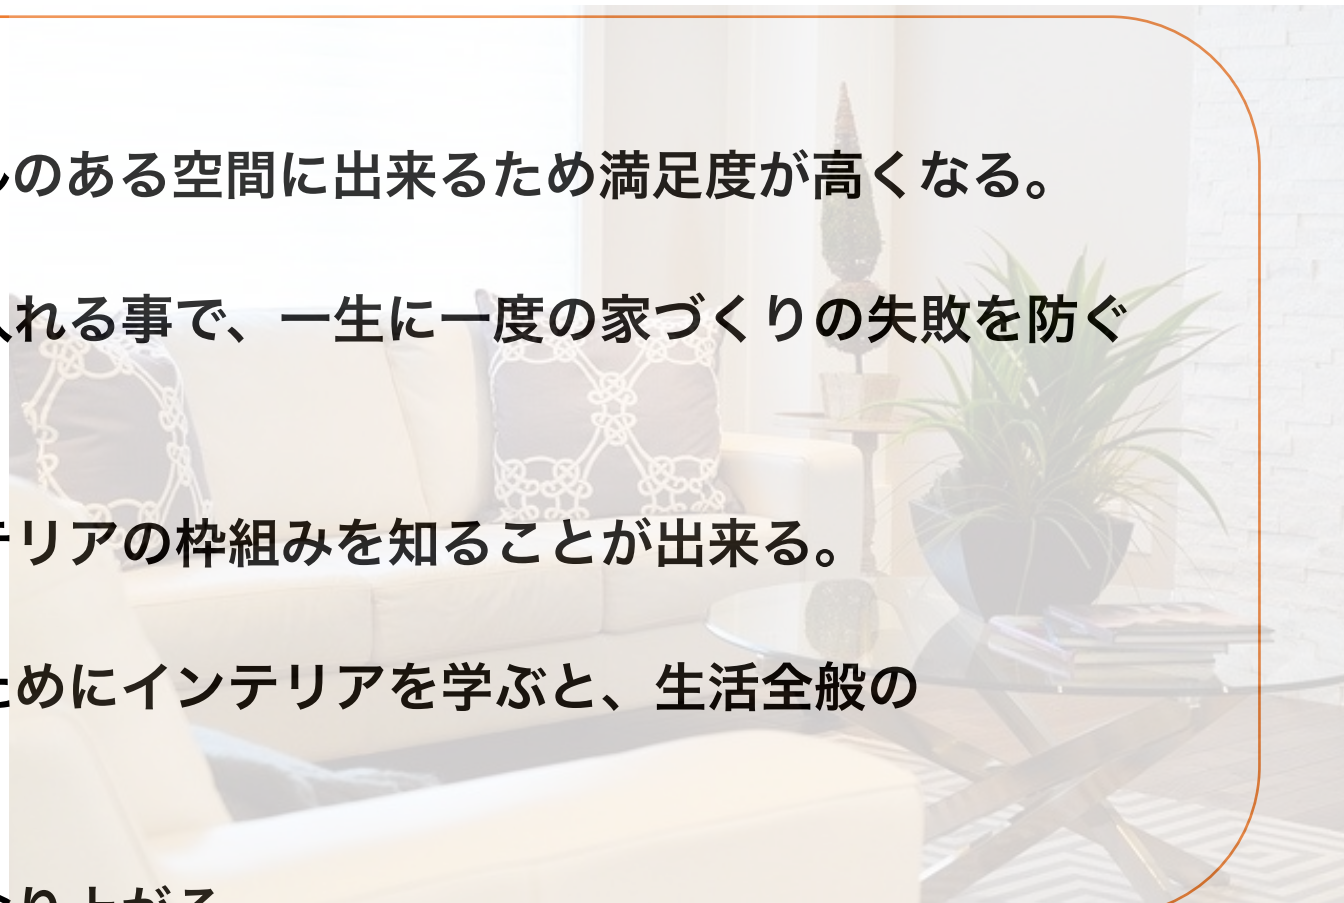 のある空間に出来るため満足度が高くなる。
れる事で、一生に一度の家づくりの失敗を防ぐ
リアの枠組みを知ることが出来る。
めにインテリアを学ぶと、生活全般の